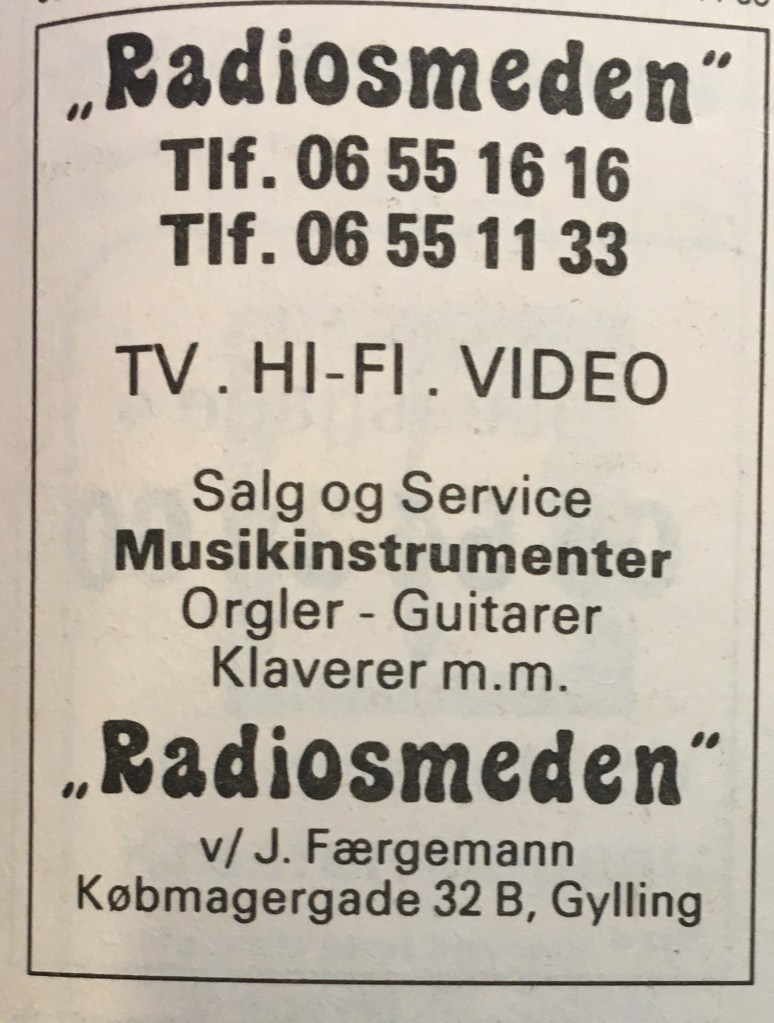 „Radiosmeden“
Tlf. 06 55 16 16
Tlf. 06 55 11 33
TV . HI-FI . VIDEO
Salg og Service
Musikinstrumenter
Orgler - Guitarer
Klaverer m.m.
„Radiosmeden“
v/ J. Færgemann
Købmagergade 32 B, Gylling